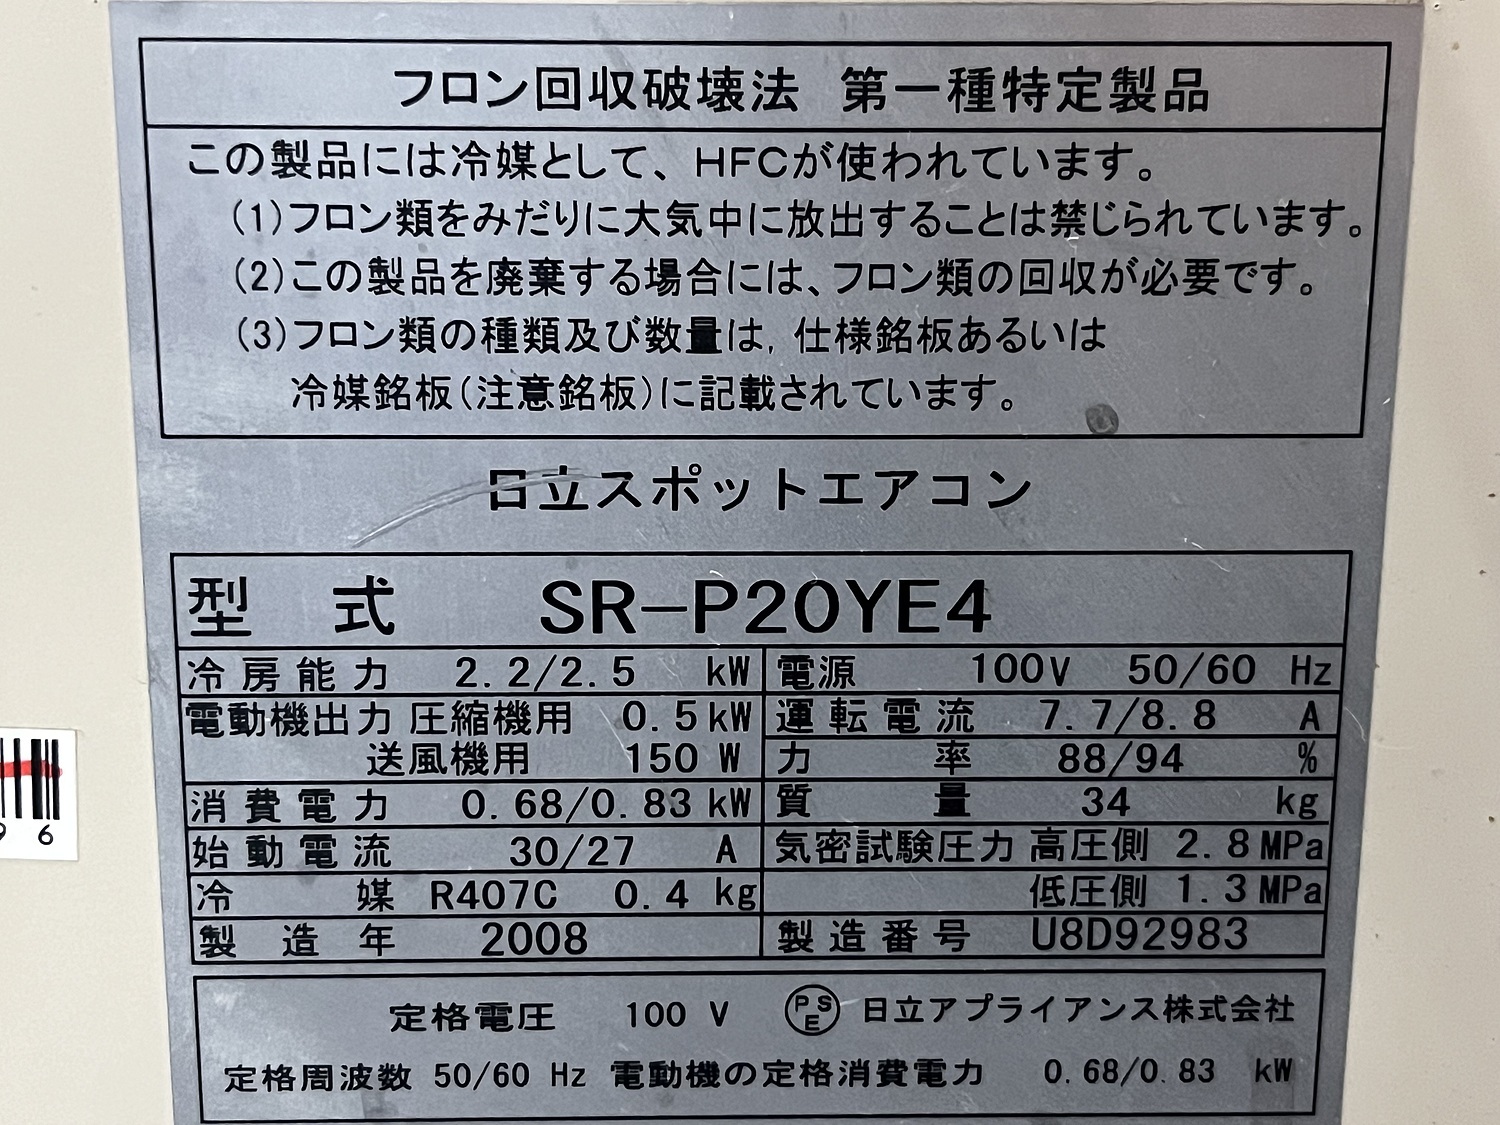 フロン回収破壊法 第一種特定製品
この製品には冷媒として、HFCが使われています。
(1)フロン類をみだりに大気中に放出することは禁じられています。
(2)この製品を廃棄する場合には、フロン類の回収が必要です。
(3)フロン類の種類及び数量は,仕様銘板あるいは
冷媒銘板(注意銘板)に記載されています。
日立スポットエアコン
型式 SR-P20YE4
冷房能力 2.2/2.5 kW 電源 100V 50/60 Hz
電動機出力 圧縮機用 0.5kW 運転電流 7.7/8.8 A
送風機用 150 W 力率 88/94 %
消費電力 0.68/0.83 kW 質量 34 kg
始動電流 30/27 A 気密試験圧力 高圧側 2.8MPa
冷媒 R407C 0.4 kg 低圧側 1.3MPa
製造年 2008 製造番号 U8D92983
定格電圧 100 V PSE 日立アプライアンス株式会社
定格周波数 50/60 Hz 電動機の定格消費電力 0.68/0.83 kW
96